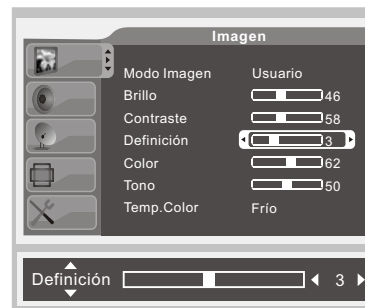 Imagen
Modo Imagen Usuario
Brillo 46
Contraste 58
Definición 3
Color 62
Tono 50
Temp.Color Frío
Definición 3